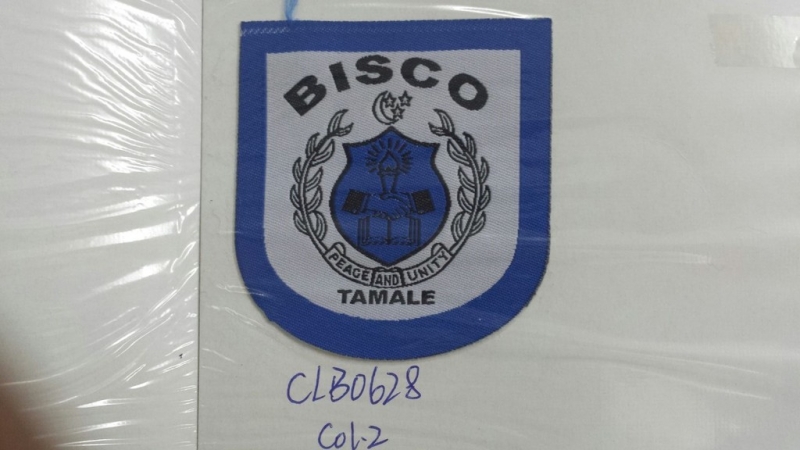 BISCO
PEACE AND UNITY
TAMALE
CLB0628
Col-2